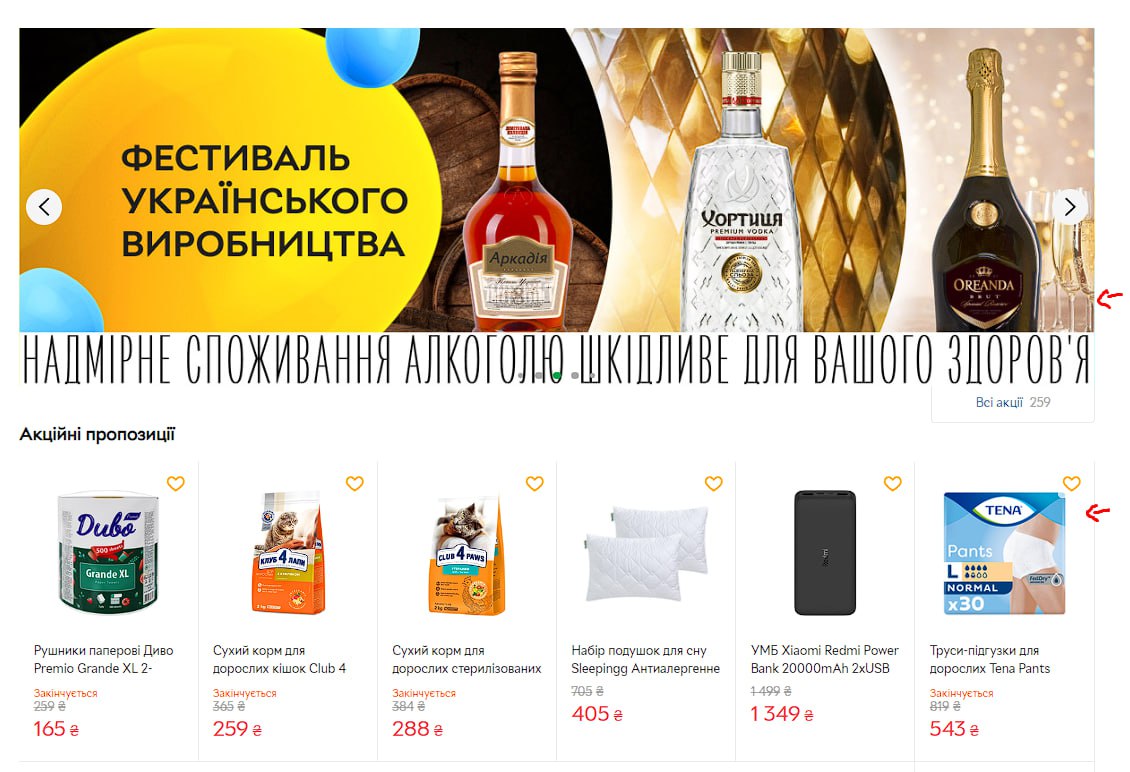 ФЕСТИВАЛЬ
УКРАЇНСЬКОГО
ВИРОБНИЦТВА
Аркадія
ХОРТИЦЯ
PREMIUM VODKA
OREANDA
BRUT
НАДМІРНЕ СПОЖИВАННЯ АЛКОГОЛЮ ШКІДЛИВЕ ДЛЯ ВАШОГО ЗДОРОВ'Я
Всі акції 259
Акційні пропозиції
Диво
Premio
500
Grande XL
КЛУБ 4 ЛАПИ
CLUB 4 PAWS
Redmi
TENA
Pants
L
NORMAL
x30
FeelDry
Рушники паперові Диво
Premio Grande XL 2-
Закінчується
259 ₴
165 ₴
Сухий корм для
дорослих кішок Club 4
Закінчується
365 ₴
259 ₴
Сухий корм для
дорослих стерилізованих
Закінчується
384 ₴
288 ₴
Набір подушок для сну
Sleepingg Антиалергенне
705 ₴
405 ₴
УМБ Xiaomi Redmi Power
Bank 20000mAh 2xUSB
1 499 ₴
1 349 ₴
Труси-підгузки для
дорослих Tena Pants
Закінчується
819 ₴
543 ₴